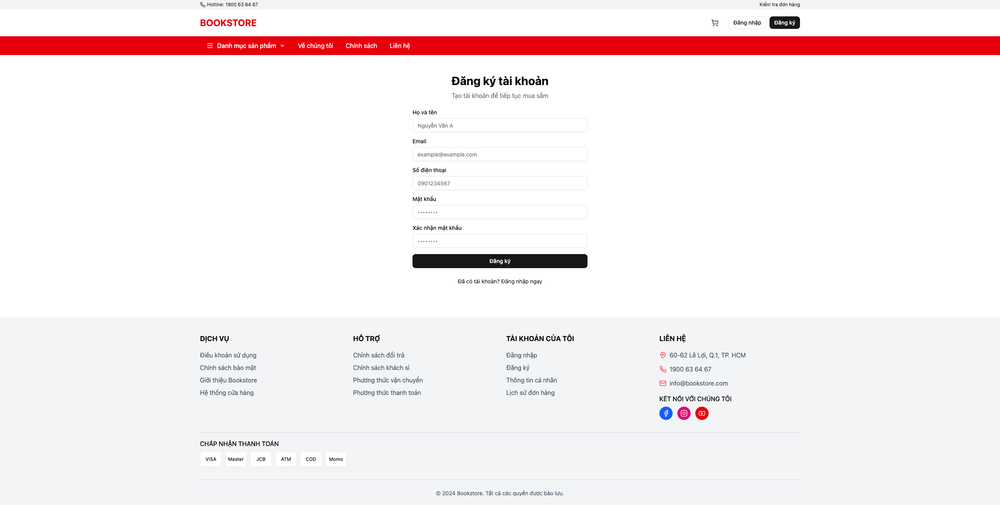 Hotline: 1900 63 64 67
Kiểm tra đơn hàng
BOOKSTORE
Đăng nhập
Đăng ký
Danh mục sản phẩm
Về chúng tôi
Chính sách
Liên hệ
Đăng ký tài khoản
Tạo tài khoản để tiếp tục mua sắm
Họ và tên
Nguyễn Văn A
Email
example@example.com
Số điện thoại
0901234567
Mật khẩu
••••••••
Xác nhận mật khẩu
••••••••
Đăng ký
Đã có tài khoản? Đăng nhập ngay
DỊCH VỤ
Điều khoản sử dụng
Chính sách bảo mật
Giới thiệu Bookstore
Hệ thống cửa hàng
HỖ TRỢ
Chính sách đổi trả
Chính sách khách sỉ
Phương thức vận chuyển
Phương thức thanh toán
TÀI KHOẢN CỦA TÔI
Đăng nhập
Đăng ký
Thông tin cá nhân
Lịch sử đơn hàng
LIÊN HỆ
60-62 Lê Lợi, Q.1, TP. HCM
1900 63 64 67
info@bookstore.com
KẾT NỐI VỚI CHÚNG TÔI
CHẤP NHẬN THANH TOÁN
VISA
Master
JCB
ATM
COD
Momo
© 2024 Bookstore. Tất cả các quyền được bảo lưu.